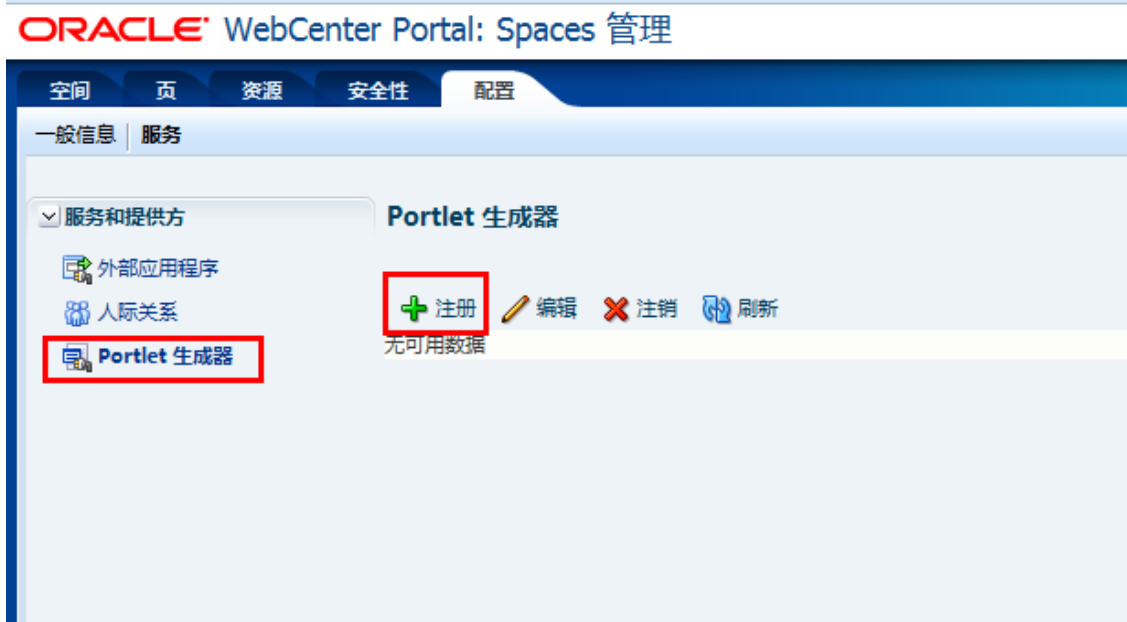 ORACLE WebCenter Portal: Spaces 管理
空间 页 资源 安全性 配置
一般信息 服务
服务和提供方
外部应用程序
人际关系
Portlet 生成器
Portlet 生成器
注册 编辑 注销 刷新
无可用数据